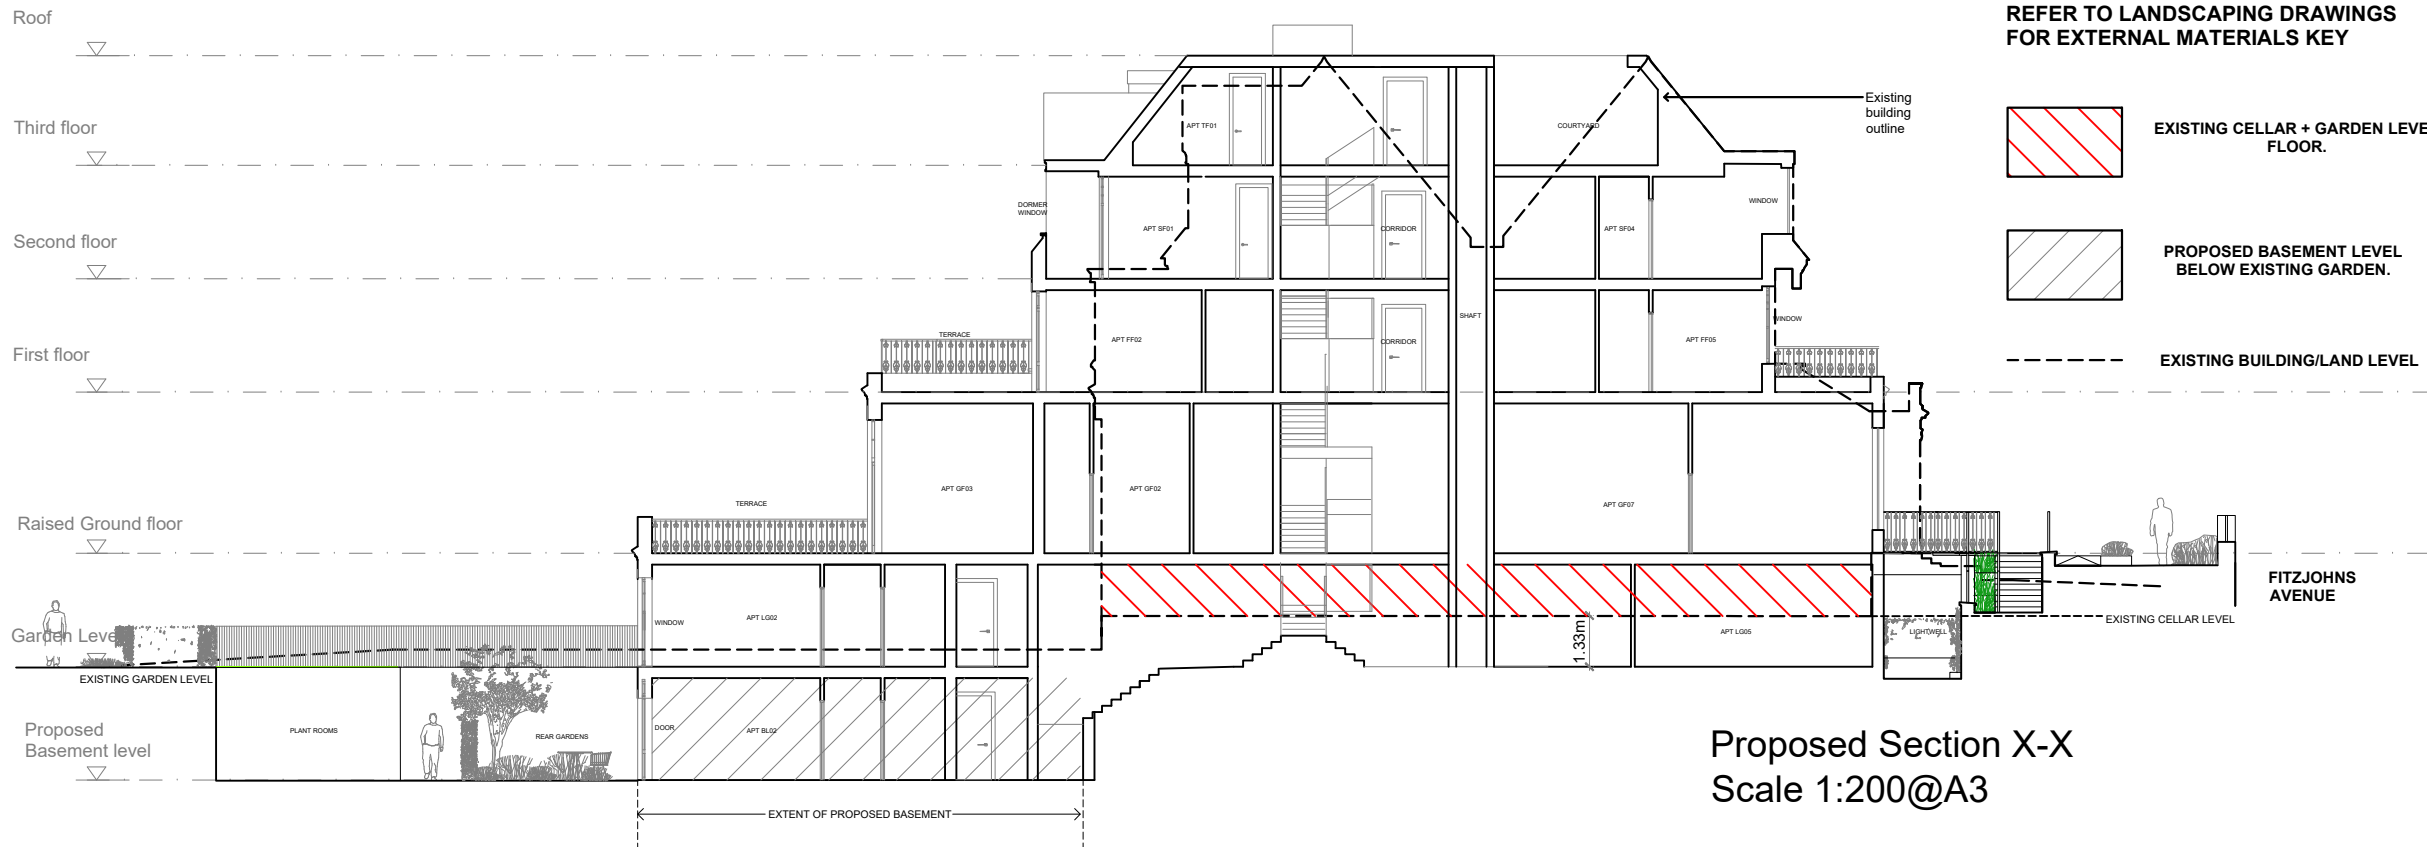 Roof
REFER TO LANDSCAPING DRAWINGS
FOR EXTERNAL MATERIALS KEY
Existing
building
outline
Third floor
APT TF01
COURTYARD
EXISTING CELLAR + GARDEN LEVE
FLOOR.
DORMER
WINDOW
WINDOW
Second floor
APT SF01
CORRIDOR
APT SF04
PROPOSED BASEMENT LEVEL
BELOW EXISTING GARDEN.
SHAFT
WINDOW
First floor
TERRACE
APT FF02
CORRIDOR
APT FF05
EXISTING BUILDING/LAND LEVEL
APT GF03
APT GF02
APT GF07
TERRACE
Raised Ground floor
FITZJOHNS
AVENUE
WINDOW
APT LG02
1.33m
APT LG05
LIGHTWELL
EXISTING CELLAR LEVEL
Garden Leve
EXISTING GARDEN LEVEL
Proposed
Basement level
PLANT ROOMS
REAR GARDENS
DOOR
APT BL02
EXTENT OF PROPOSED BASEMENT
Proposed Section X-X
Scale 1:200@A3